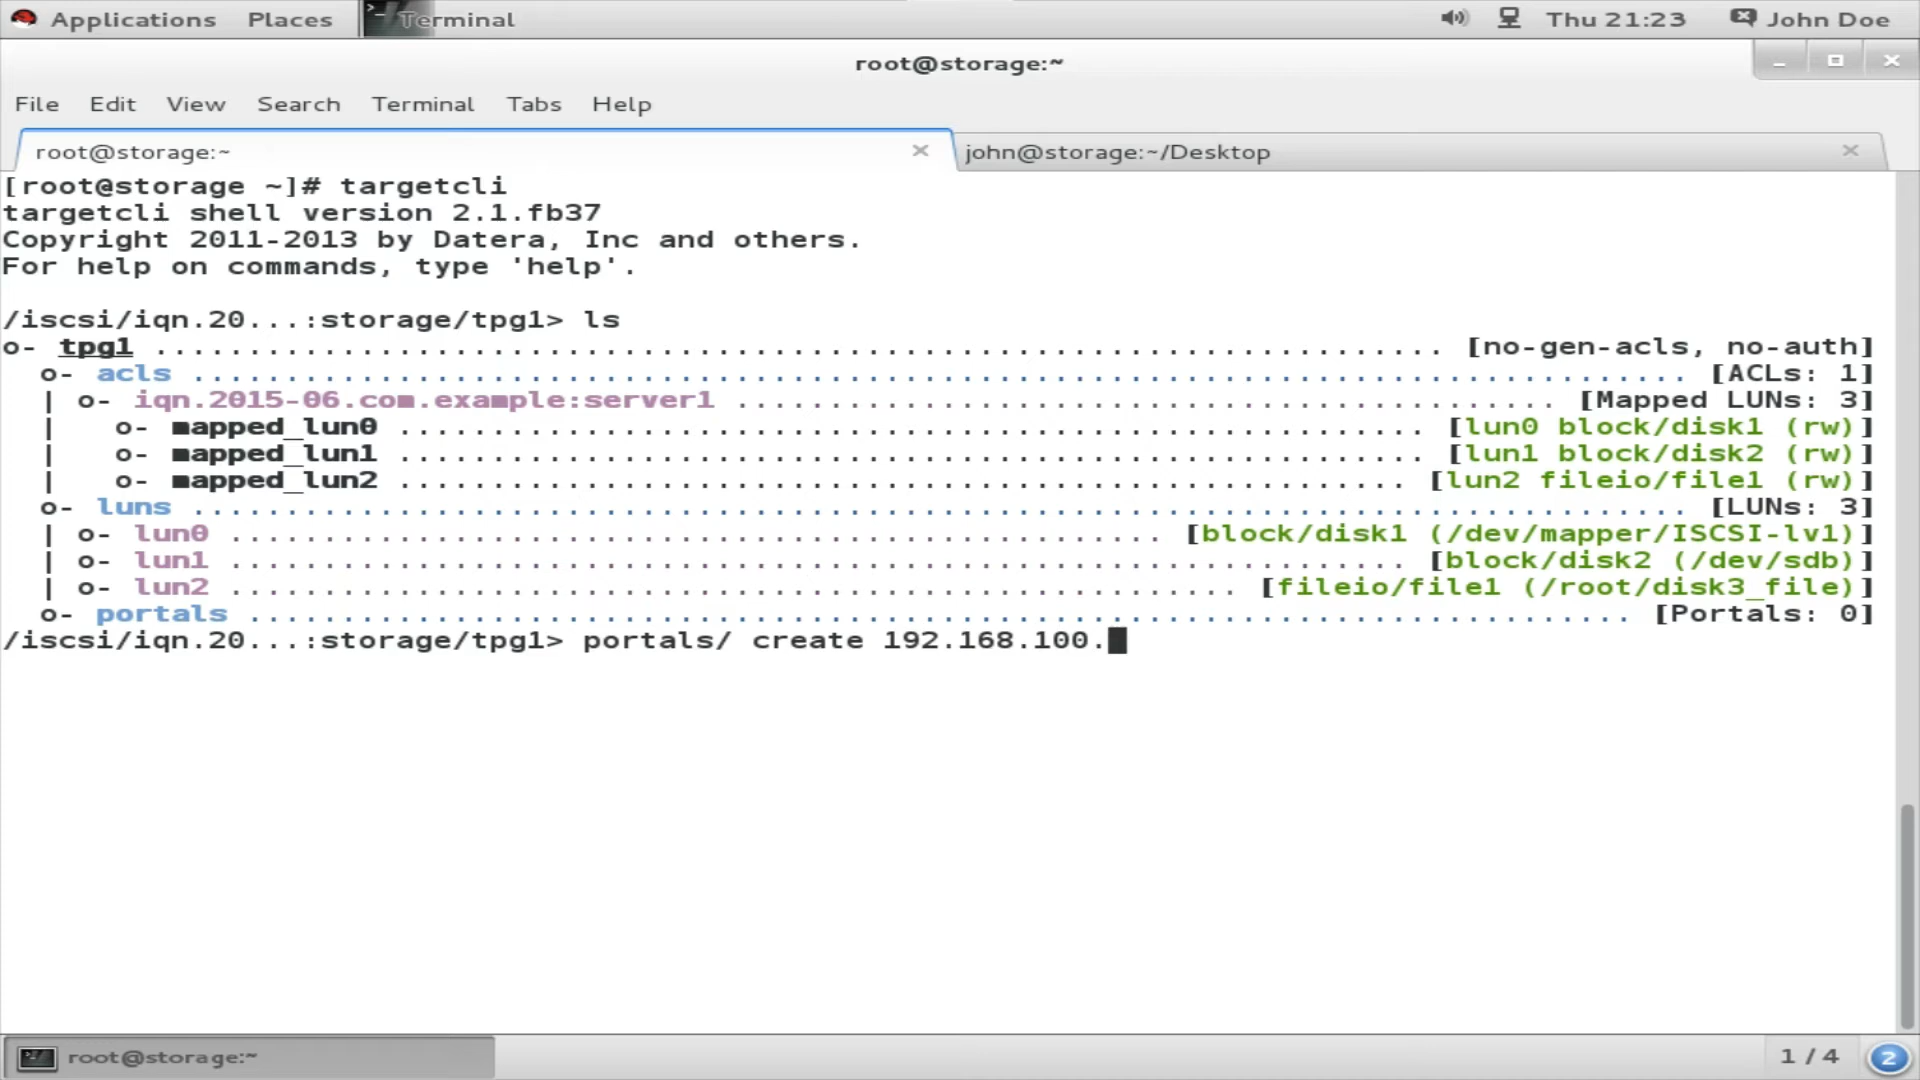 Applications Places Terminal Thu 21:23 John Doe
root@storage:~
File Edit View Search Terminal Tabs Help
root@storage:~ john@storage:~/Desktop
[root@storage ~]# targetcli
targetcli shell version 2.1.fb37
Copyright 2011-2013 by Datera, Inc and others.
For help on commands, type 'help'.
/iscsi/iqn.20...:storage/tpg1> ls
o- tpg1 ..................................................................... [no-gen-acls, no-auth]
o- acls ................................................................................ [ACLs: 1]
| o- iqn.2015-06.com.example:server1 ............................................ [Mapped LUNs: 3]
| o- mapped_lun0 ....................................................... [lun0 block/disk1 (rw)]
| o- mapped_lun1 ....................................................... [lun1 block/disk2 (rw)]
| o- mapped_lun2 ...................................................... [lun2 fileio/file1 (rw)]
o- luns ................................................................................ [LUNs: 3]
| o- lun0 .................................................. [block/disk1 (/dev/mapper/ISCSI-lv1)]
| o- lun1 ................................................................ [block/disk2 (/dev/sdb)]
| o- lun2 ...................................................... [fileio/file1 (/root/disk3_file)]
o- portals .......................................................................... [Portals: 0]
/iscsi/iqn.20...:storage/tpg1> portals/ create 192.168.100.
root@storage:~ 1 / 4 2